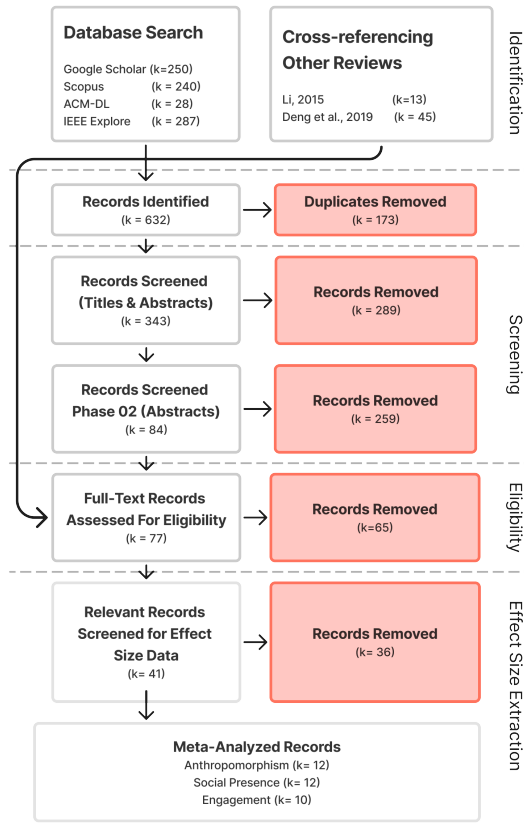 Database Search
Google Scholar (k=250)
Scopus (k = 240)
ACM-DL (k = 28)
IEEE Explore (k = 287)
Cross-referencing
Other Reviews
Li, 2015 (k=13)
Deng et al., 2019 (k = 45)
Identification
Records Identified
(k = 632)
Duplicates Removed
(k = 173)
Records Screened
(Titles & Abstracts)
(k = 343)
Records Removed
(k = 289)
Screening
Records Screened
Phase 02 (Abstracts)
(k = 84)
Records Removed
(k = 259)
Full-Text Records
Assessed For Eligibility
(k = 77)
Records Removed
(k=65)
Eligibility
Relevant Records
Screened for Effect
Size Data
(k= 41)
Records Removed
(k= 36)
Effect Size Extraction
Meta-Analyzed Records
Anthropomorphism (k= 12)
Social Presence (k= 12)
Engagement (k= 10)